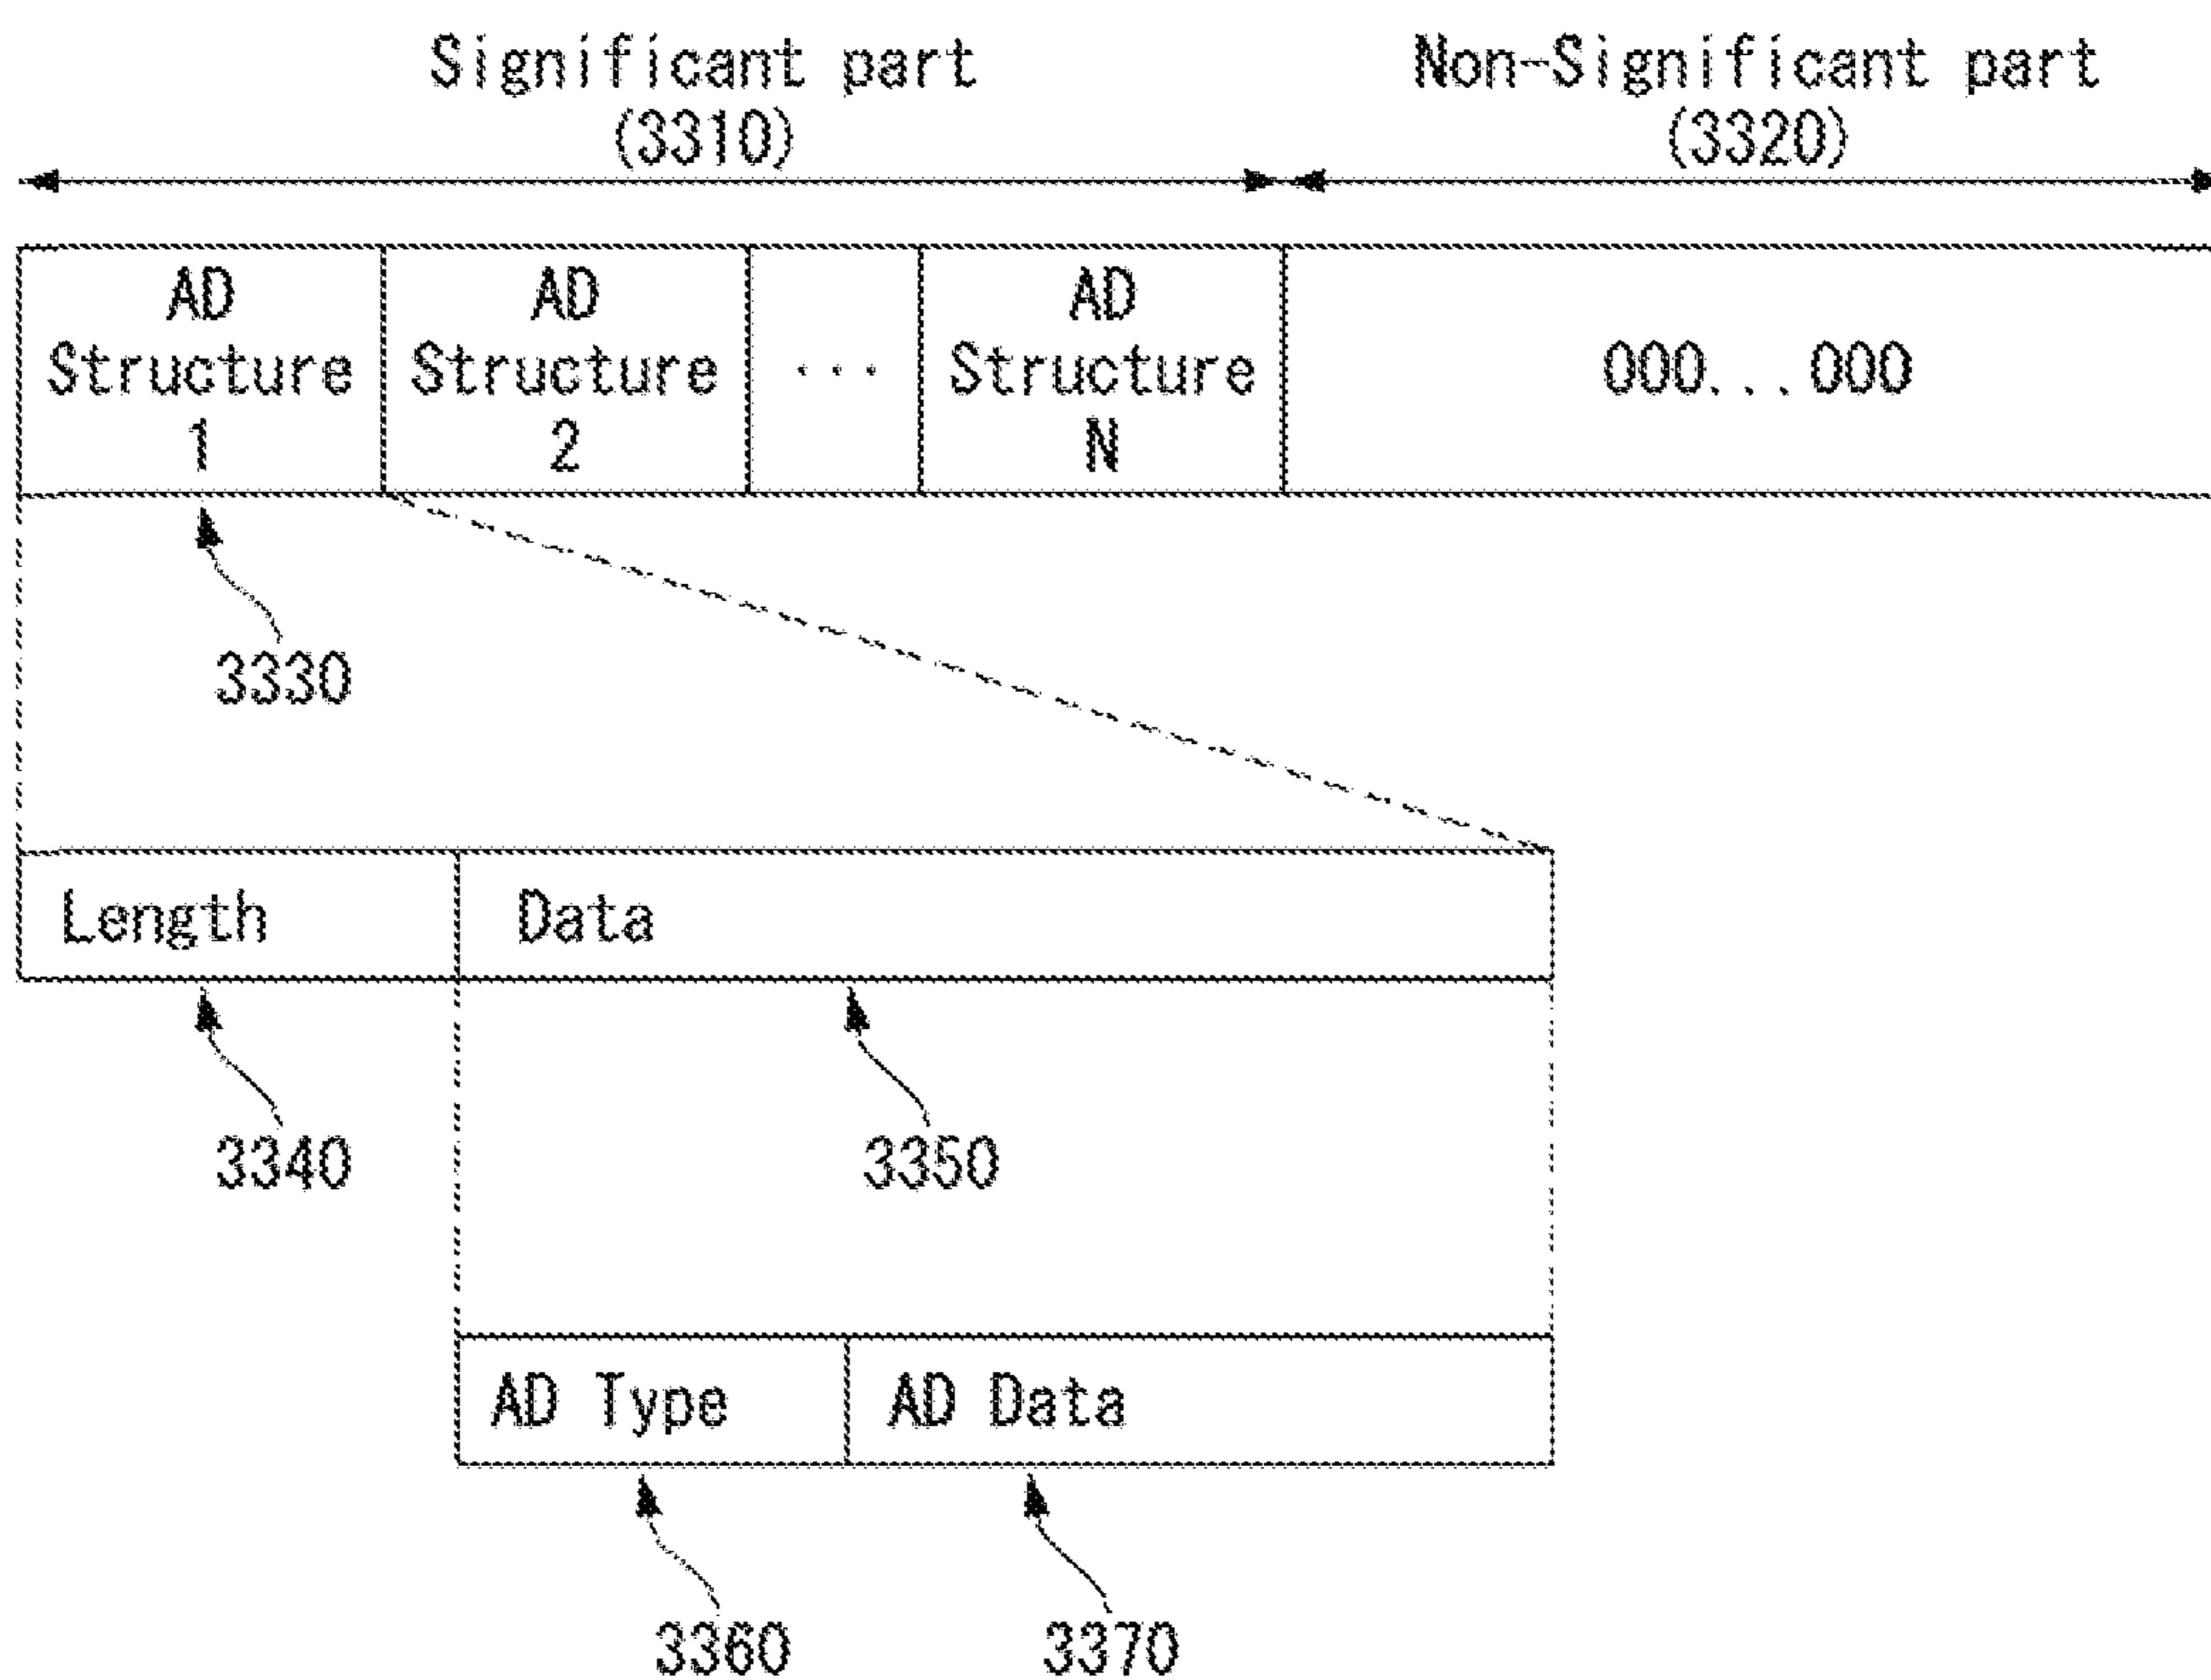 Significant part
(3310)
Non-Significant part
(3320)
AD
Structure
1
AD
Structure
2
...
AD
Structure
N
000...000
3330
Length
Data
3340
3350
AD Type
AD Data
3360
3370